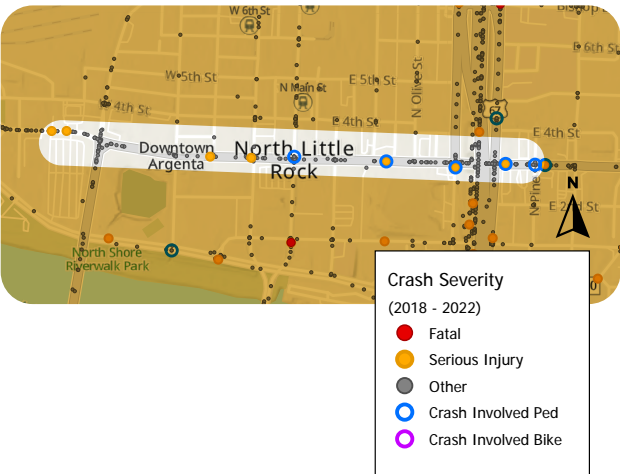 W 6th St
E 6th St
W 5th St
E 5th St
N Olive St
N Main St
W 4th St
E 4th St
E 4th St
Downtown
Argenta
North Little
Rock
N Pine
N
E 2nd St
North Shore
Riverwalk Park
Crash Severity
(2018 - 2022)
Fatal
Serious Injury
Other
Crash Involved Ped
Crash Involved Bike